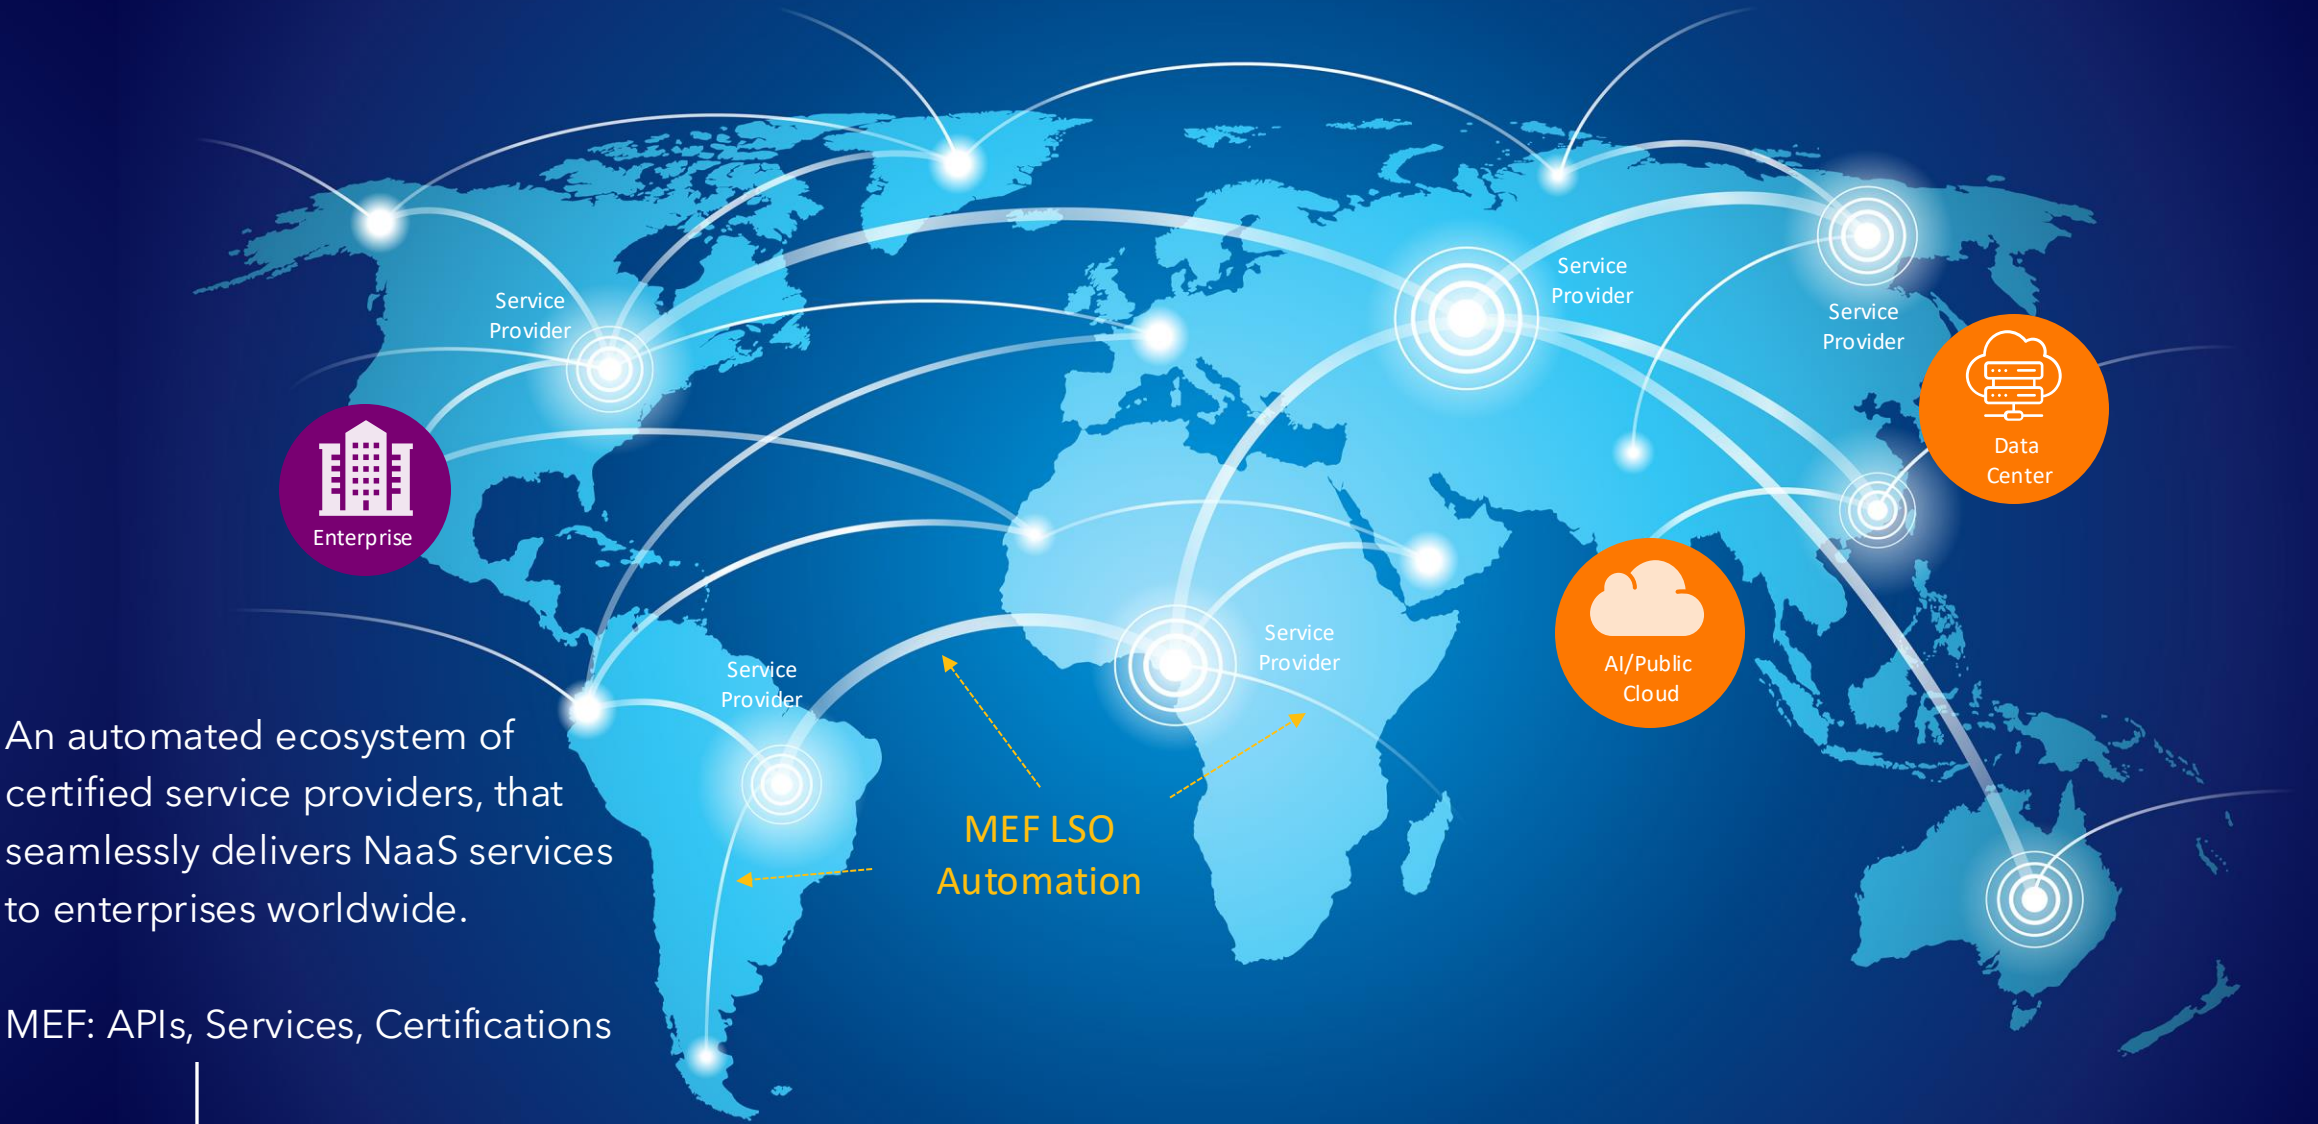 Service
Provider
Service
Provider
Service
Provider
Data
Center
Enterprise
Service
Provider
AI/Public
Cloud
Service
Provider
MEF LSO
Automation
An automated ecosystem of
certified service providers, that
seamlessly delivers NaaS services
to enterprises worldwide.
MEF: APIs, Services, Certifications